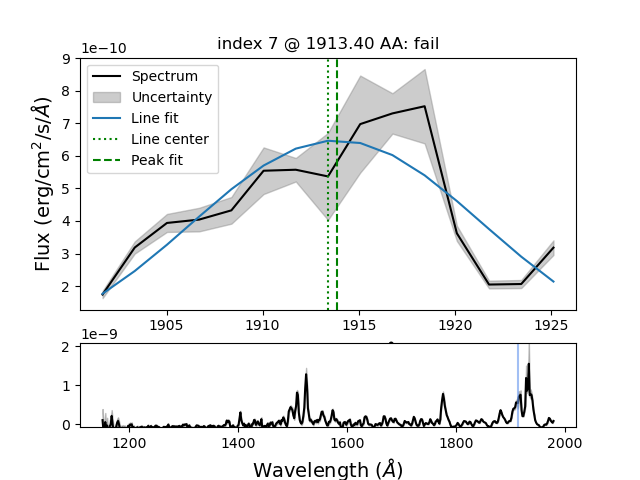 index 7 @ 1913.40 AA: fail
1e−10
9
8
7
6
5
4
3
2
Flux (erg/cm²/s/Å)
Spectrum
Uncertainty
Line fit
Line center
Peak fit
1905 1910 1915 1920 1925
1e−9
2
1
0
1200 1400 1600 1800 2000
Wavelength (Å)